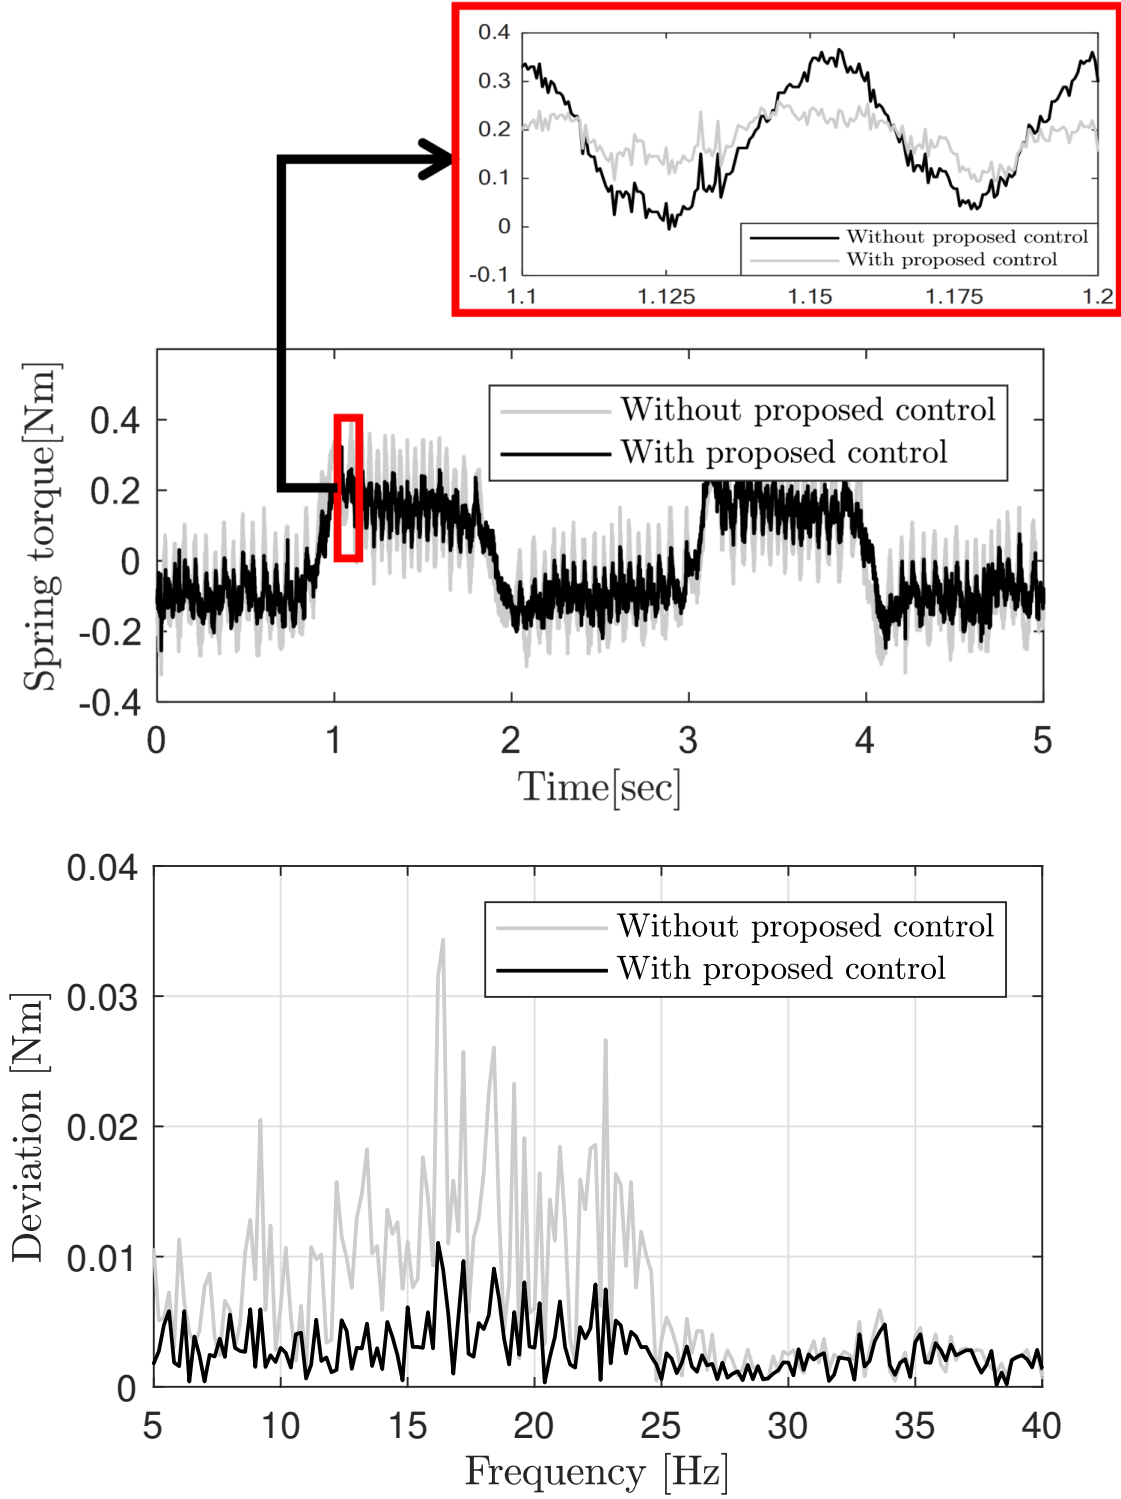 0.4
0.3
0.2
0.1
0
-0.1
Without proposed control
With proposed control
1.1 1.125 1.15 1.175 1.2
Spring torque[Nm]
0.4
0.2
0
-0.2
-0.4
Without proposed control
With proposed control
0 1 2 3 4 5
Time[sec]
Deviation [Nm]
0.04
0.03
0.02
0.01
0
Without proposed control
With proposed control
5 10 15 20 25 30 35 40
Frequency [Hz]